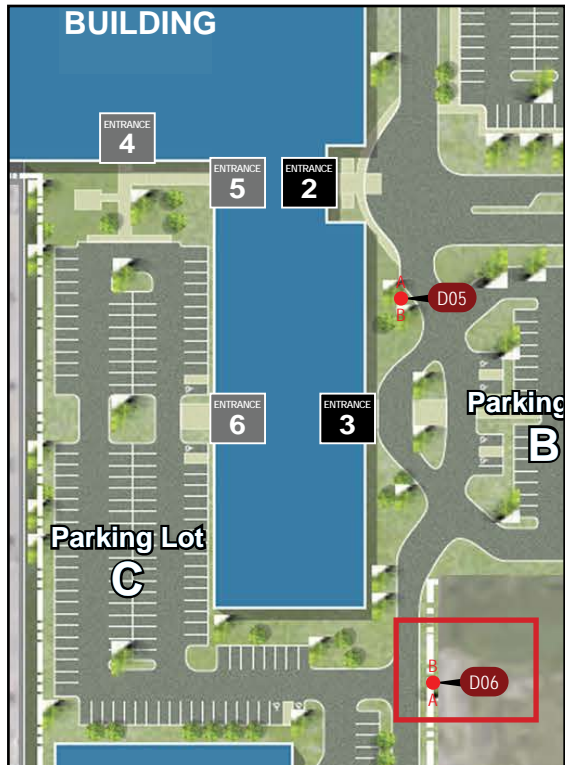 BUILDING
ENTRANCE
4
ENTRANCE
5
ENTRANCE
2
A
D05
B
ENTRANCE
6
ENTRANCE
3
Parking
B
Parking Lot
C
B
D06
A